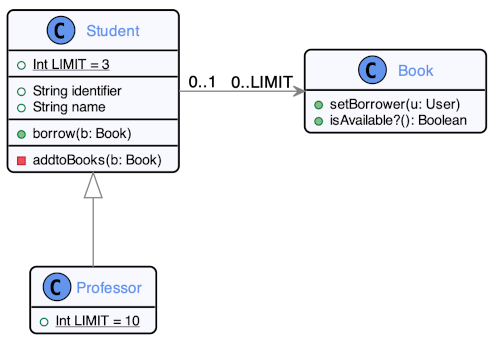 C Student
Int LIMIT = 3
String identifier
String name
borrow(b: Book)
addtoBooks(b: Book)
0..1 0..LIMIT
C Book
setBorrower(u: User)
isAvailable?(): Boolean
C Professor
Int LIMIT = 10